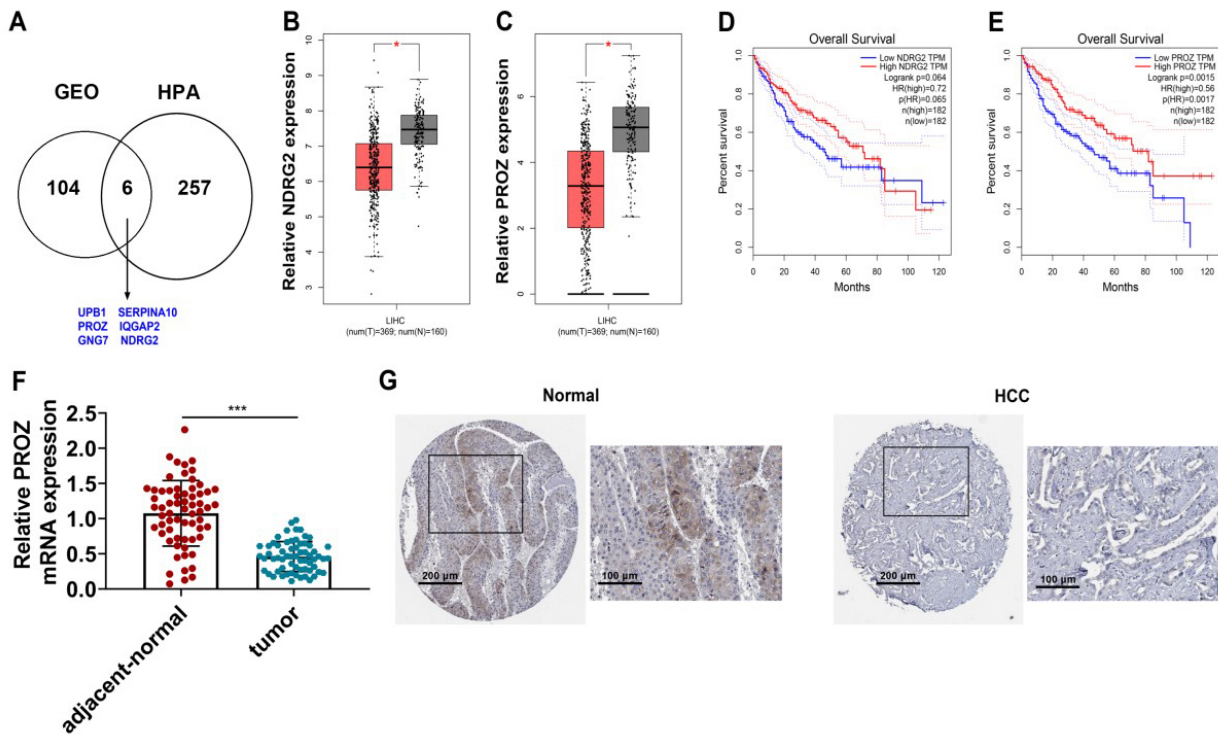 A
GEO
HPA
104
6
257
UPB1 SERPINA10
PROZ IQGAP2
GNG7 NDRG2
B
Relative NDRG2 expression
10
9
8
7
6
5
4
3
*
LIHC
(num(T)=369; num(N)=160)
C
Relative PROZ expression
6
4
2
0
*
LIHC
(num(T)=369; num(N)=160)
D
Overall Survival
Low NDRG2 TPM
High NDRG2 TPM
Logrank p=0.064
HR(high)=0.72
p(HR)=0.065
n(high)=182
n(low)=182
Percent survival
1.0
0.8
0.6
0.4
0.2
0.0
0 20 40 60 80 100 120
Months
E
Overall Survival
Low PROZ TPM
High PROZ TPM
Logrank p=0.0015
HR(high)=0.56
p(HR)=0.0017
n(high)=182
n(low)=182
Percent survival
1.0
0.8
0.6
0.4
0.2
0.0
0 20 40 60 80 100 120
Months
F
Relative PROZ
mRNA expression
2.5
2.0
1.5
1.0
0.5
0.0
***
adjacent-normal
tumor
G
Normal
HCC
200 µm
100 µm
200 µm
100 µm